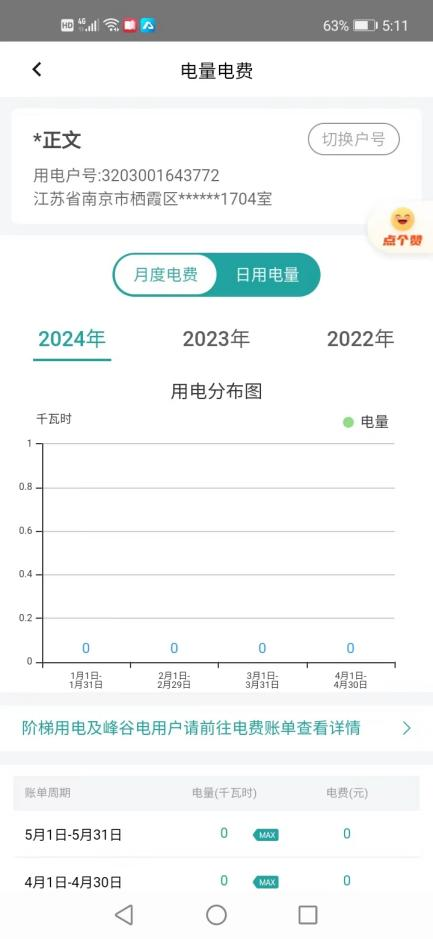 HD 4G 63% 5:11
电量电费
*正文
切换户号
用电户号:3203001643772
江苏省南京市栖霞区******1704室
点个赞
月度电费 日用电量
2024年 2023年 2022年
用电分布图
千瓦时
电量
1
0.8
0.6
0.4
0.2
0
0 0 0 0
1月1日-
1月31日
2月1日-
2月29日
3月1日-
3月31日
4月1日-
4月30日
阶梯用电及峰谷电用户请前往电费账单查看详情
账单周期 电量(千瓦时) 电费(元)
5月1日-5月31日 0 MAX 0
4月1日-4月30日 0 MAX 0